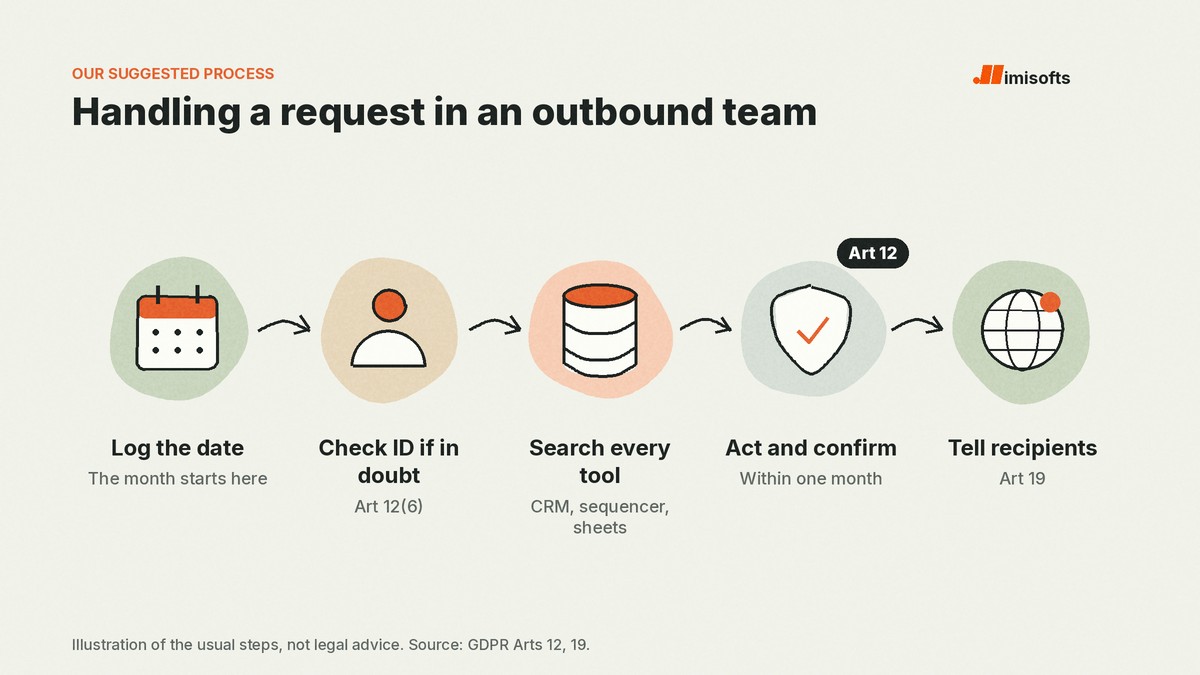 OUR SUGGESTED PROCESS
imisofts
Handling a request in an outbound team
Art 12
Log the date
The month starts here
Check ID if in
doubt
Art 12(6)
Search every
tool
CRM, sequencer,
sheets
Act and confirm
Within one month
Tell recipients
Art 19
Illustration of the usual steps, not legal advice. Source: GDPR Arts 12, 19.